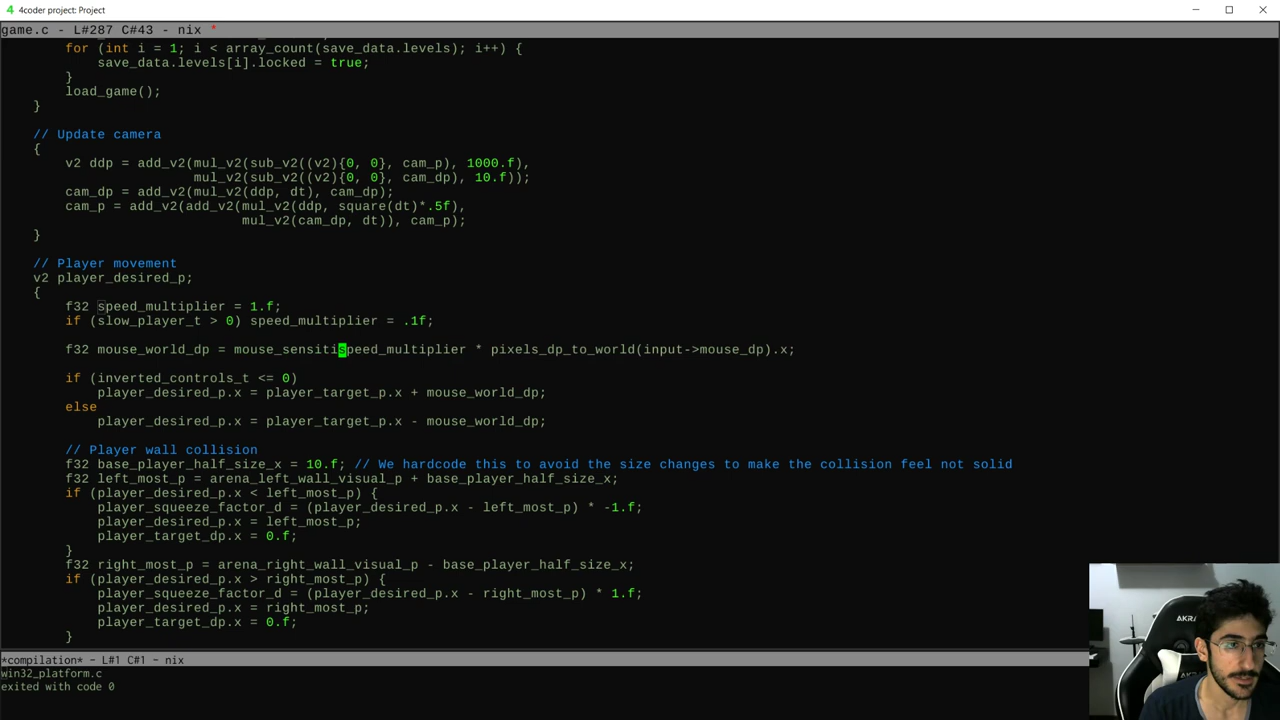 4coder project: Project
game.c - L#287 C#43 - nix *
for (int i = 1; i < array_count(save_data.levels); i++) {
save_data.levels[i].locked = true;
}
load_game();
}
// Update camera
{
v2 ddp = add_v2(mul_v2(sub_v2((v2){0, 0}, cam_p), 1000.f),
mul_v2(sub_v2((v2){0, 0}, cam_dp), 10.f));
cam_dp = add_v2(mul_v2(ddp, dt), cam_dp);
cam_p = add_v2(add_v2(mul_v2(ddp, square(dt)*.5f),
mul_v2(cam_dp, dt)), cam_p);
}
// Player movement
v2 player_desired_p;
{
f32 speed_multiplier = 1.f;
if (slow_player_t > 0) speed_multiplier = .1f;
f32 mouse_world_dp = mouse_sensitispeed_multiplier * pixels_dp_to_world(input->mouse_dp).x;
if (inverted_controls_t <= 0)
player_desired_p.x = player_target_p.x + mouse_world_dp;
else
player_desired_p.x = player_target_p.x - mouse_world_dp;
// Player wall collision
f32 base_player_half_size_x = 10.f; // We hardcode this to avoid the size changes to make the collision feel not solid
f32 left_most_p = arena_left_wall_visual_p + base_player_half_size_x;
if (player_desired_p.x < left_most_p) {
player_squeeze_factor_d = (player_desired_p.x - left_most_p) * -1.f;
player_desired_p.x = left_most_p;
player_target_dp.x = 0.f;
}
f32 right_most_p = arena_right_wall_visual_p - base_player_half_size_x;
if (player_desired_p.x > right_most_p) {
player_squeeze_factor_d = (player_desired_p.x - right_most_p) * 1.f;
player_desired_p.x = right_most_p;
player_target_dp.x = 0.f;
}
*compilation* - L#1 C#1 - nix
win32_platform.c
exited with code 0
AKRA